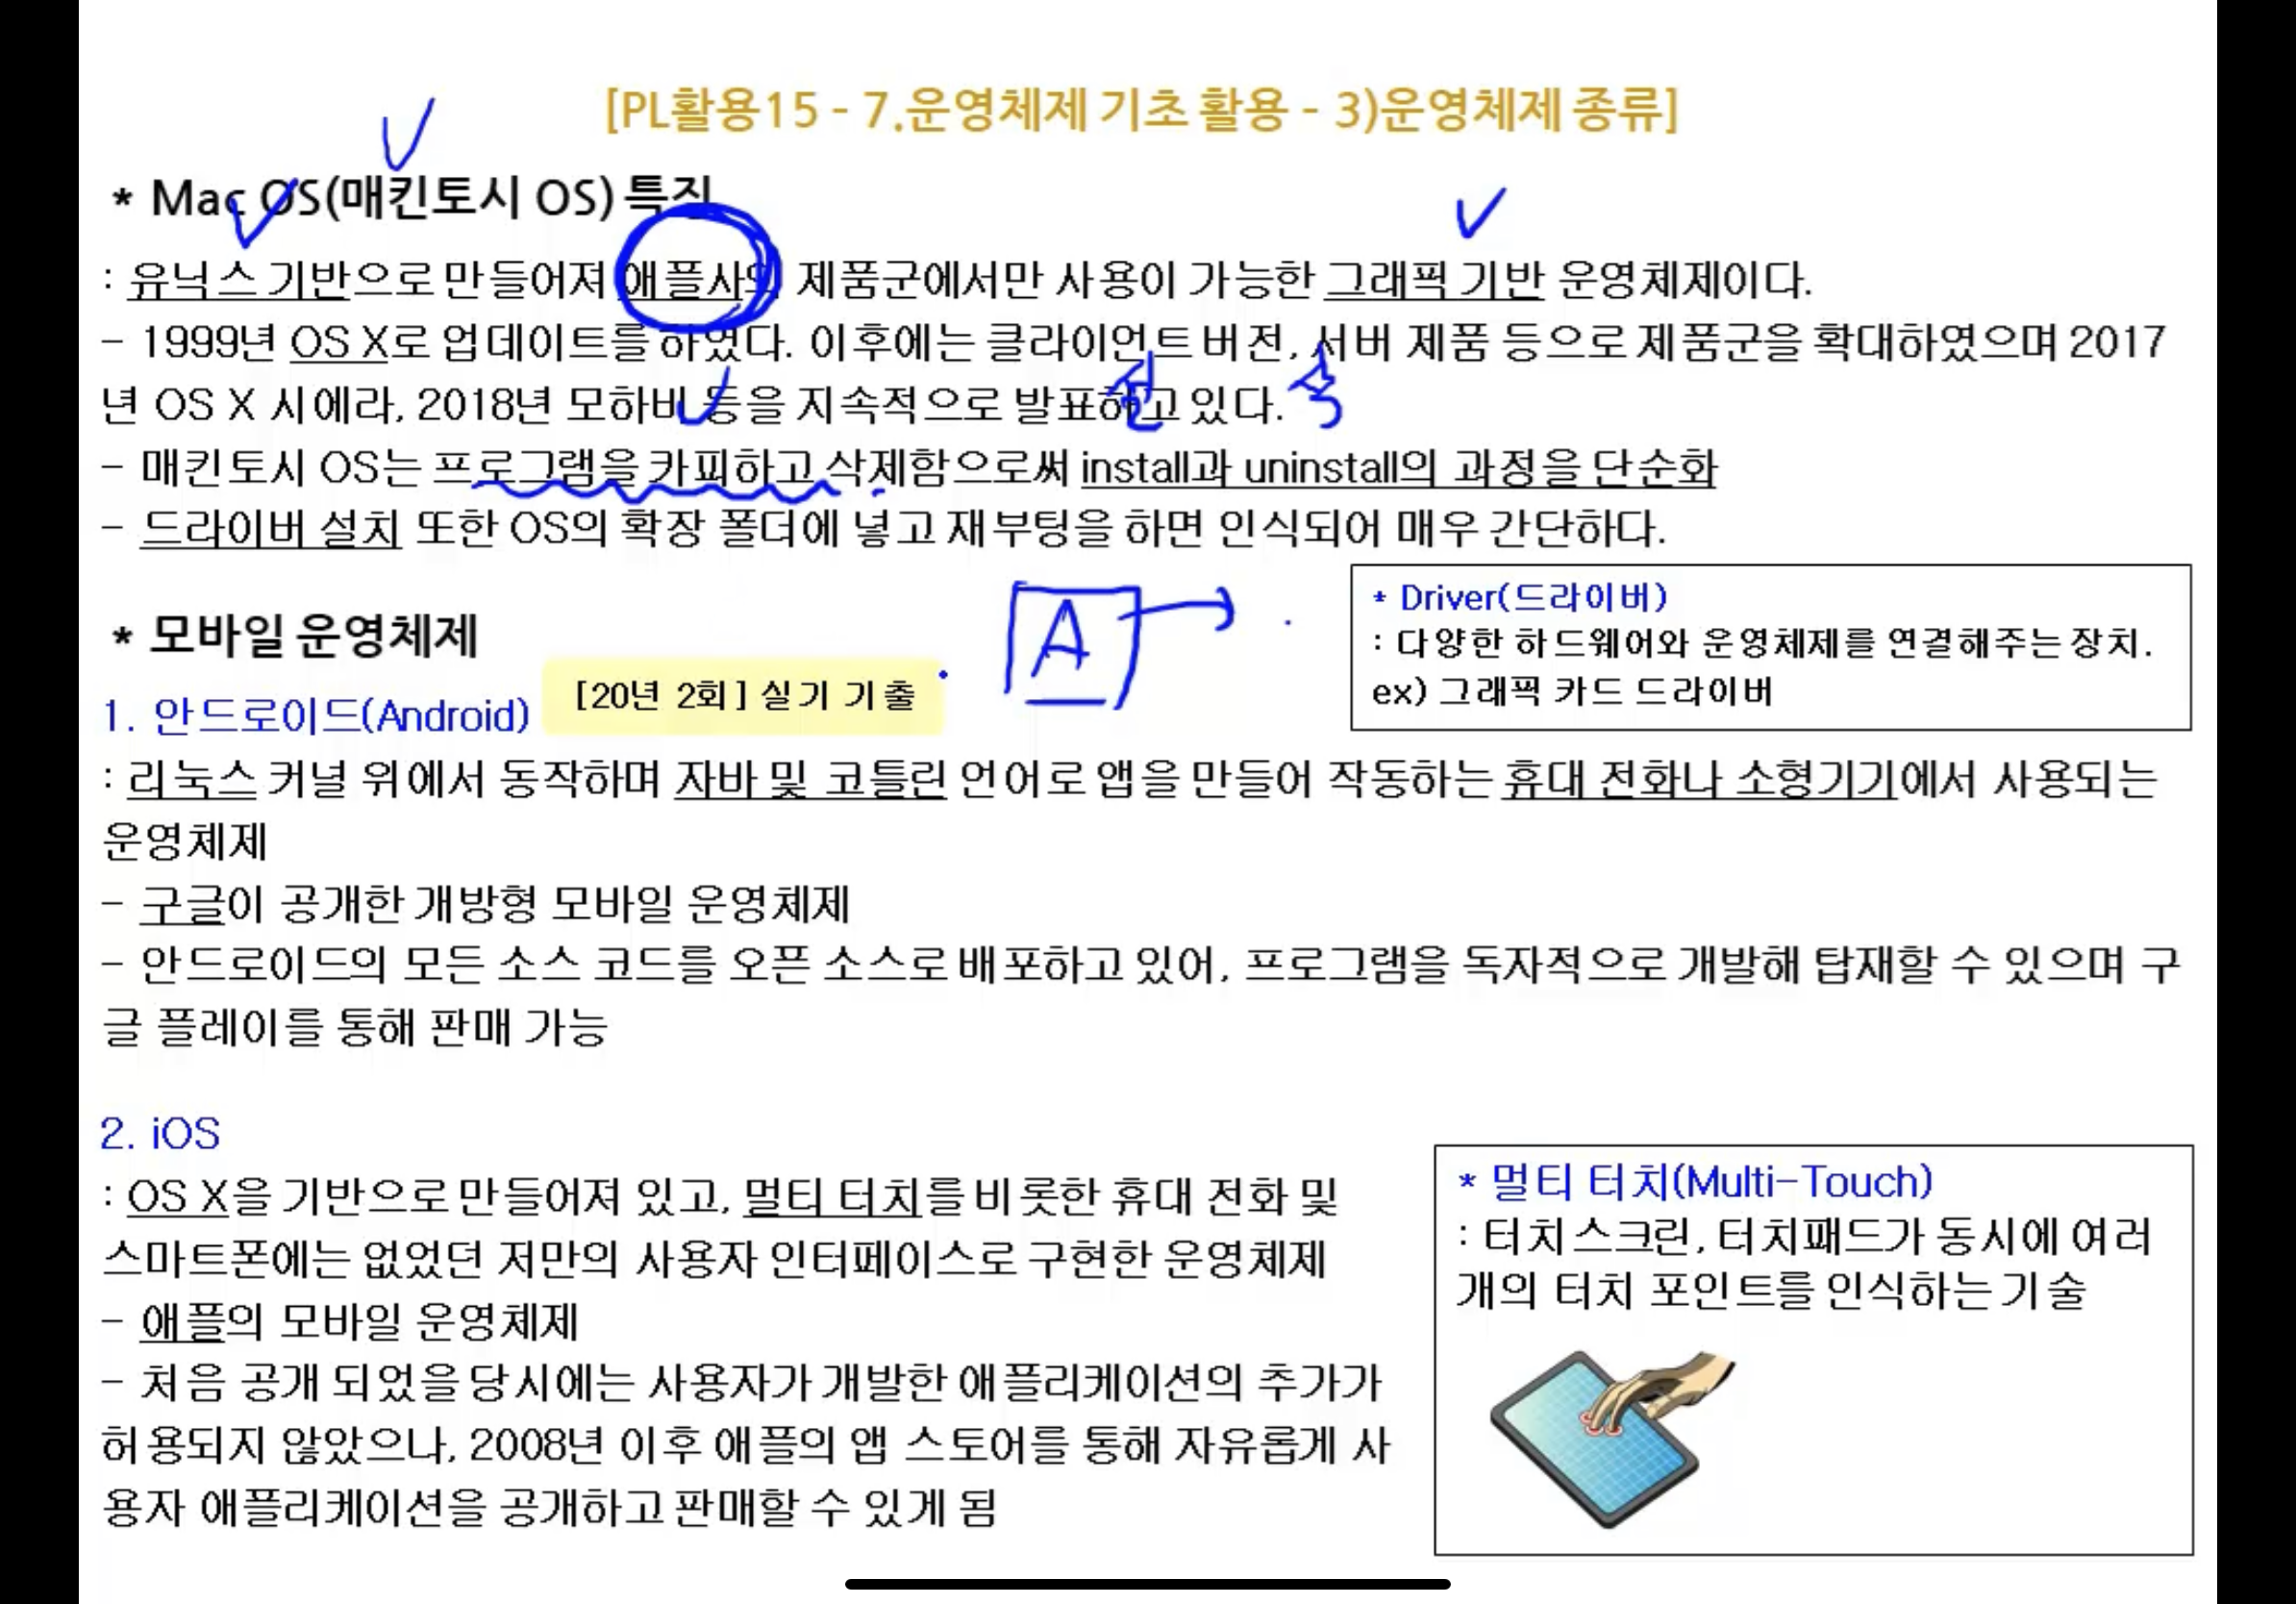 [PL활용15 - 7.운영체제 기초 활용 - 3)운영체제 종류]
* Mac OS(매킨토시 OS) 특징
: 유닉스 기반으로 만들어져 애플사의 제품군에서만 사용이 가능한 그래픽 기반 운영체제이다.
- 1999년 OS X로 업데이트를 하였다. 이후에는 클라이언트 버전, 서버 제품 등으로 제품군을 확대하였으며 2017
년 OS X 시에라, 2018년 모하비 등을 지속적으로 발표하고 있다.
- 매킨토시 OS는 프로그램을 카피하고 삭제함으로써 install과 uninstall의 과정을 단순화
- 드라이버 설치 또한 OS의 확장 폴더에 넣고 재부팅을 하면 인식되어 매우 간단하다.
A
* Driver(드라이버)
: 다양한 하드웨어와 운영체제를 연결해주는 장치.
ex) 그래픽 카드 드라이버
* 모바일 운영체제
1. 안드로이드(Android) [20년 2회] 실기 기출
: 리눅스 커널 위에서 동작하며 자바 및 코틀린 언어로 앱을 만들어 작동하는 휴대 전화나 소형기기에서 사용되는
운영체제
- 구글이 공개한 개방형 모바일 운영체제
- 안드로이드의 모든 소스 코드를 오픈 소스로 배포하고 있어, 프로그램을 독자적으로 개발해 탑재할 수 있으며 구
글 플레이를 통해 판매 가능
2. iOS
: OS X을 기반으로 만들어져 있고, 멀티 터치를 비롯한 휴대 전화 및
스마트폰에는 없었던 저만의 사용자 인터페이스로 구현한 운영체제
- 애플의 모바일 운영체제
- 처음 공개 되었을 당시에는 사용자가 개발한 애플리케이션의 추가가
허용되지 않았으나, 2008년 이후 애플의 앱 스토어를 통해 자유롭게 사
용자 애플리케이션을 공개하고 판매할 수 있게 됨
* 멀티 터치(Multi-Touch)
: 터치스크린, 터치패드가 동시에 여러
개의 터치 포인트를 인식하는 기술